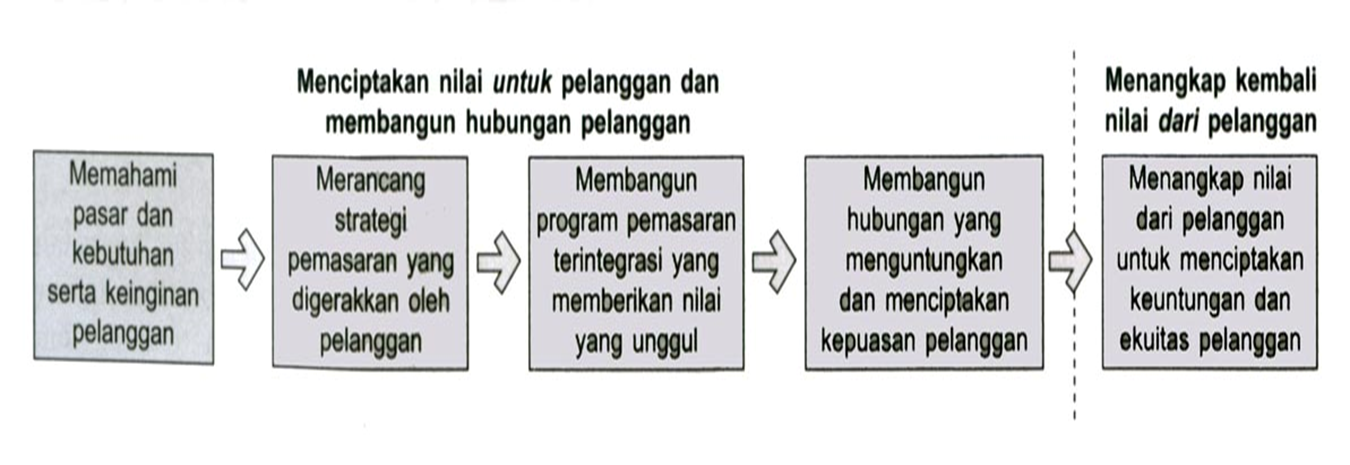 Menciptakan nilai untuk pelanggan dan
membangun hubungan pelanggan
Menangkap kembali
nilai dari pelanggan
Memahami
pasar dan
kebutuhan
serta keinginan
pelanggan
Merancang
strategi
pemasaran yang
digerakkan oleh
pelanggan
Membangun
program pemasaran
terintegrasi yang
memberikan nilai
yang unggul
Membangun
hubungan yang
menguntungkan
dan menciptakan
kepuasan pelanggan
Menangkap nilai
dari pelanggan
untuk menciptakan
keuntungan dan
ekuitas pelanggan